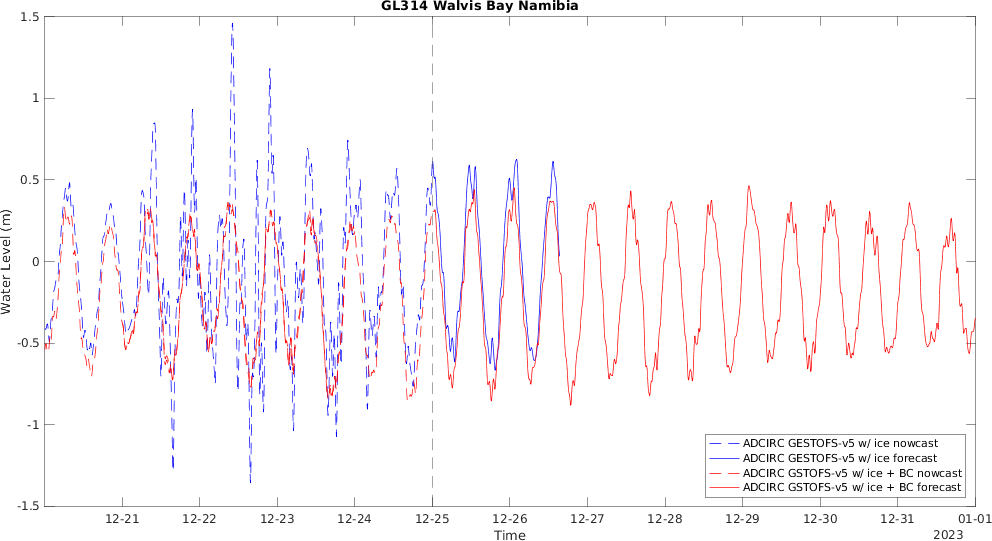 GL314 Walvis Bay Namibia
1.5
1
0.5
0
-0.5
-1
-1.5
Water Level (m)
ADCIRC GESTOFS-v5 w/ ice nowcast
ADCIRC GESTOFS-v5 w/ ice forecast
ADCIRC GSTOFS-v5 w/ ice + BC nowcast
ADCIRC GSTOFS-v5 w/ ice + BC forecast
12-21 12-22 12-23 12-24 12-25 12-26 12-27 12-28 12-29 12-30 12-31 01-01
Time
2023